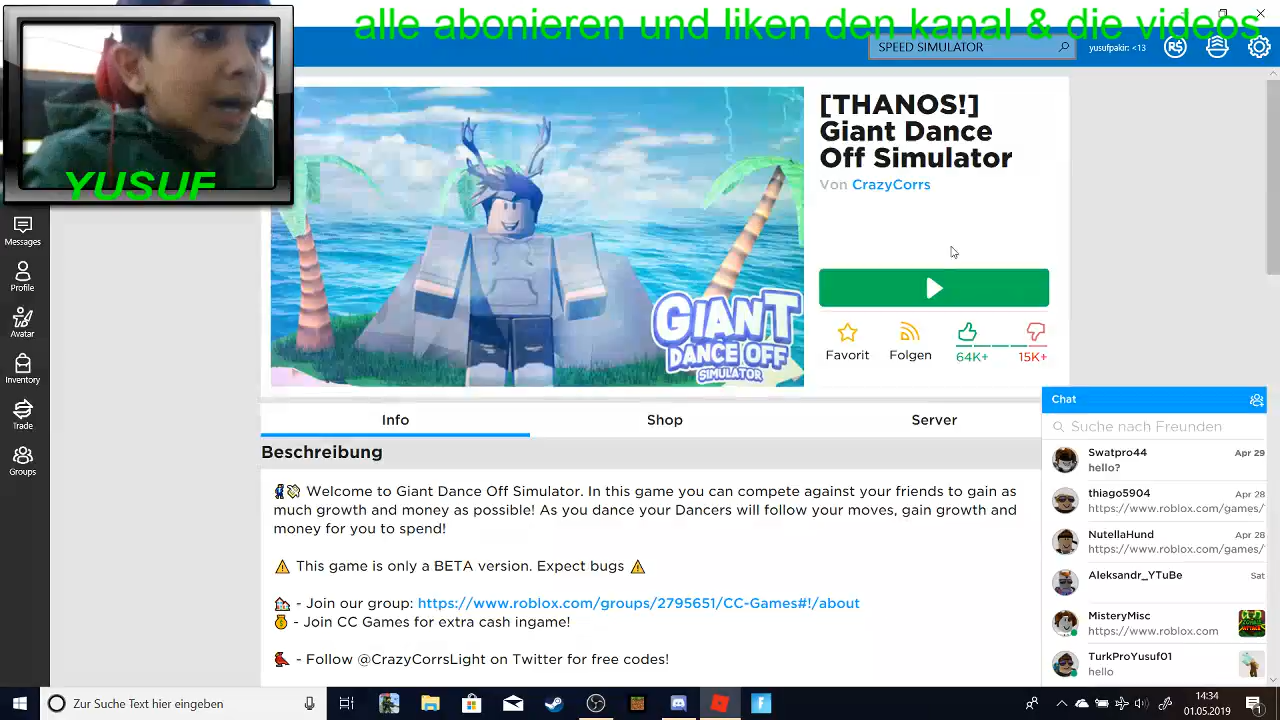 alle abonieren und liken den kanal & die videos
SPEED SIMULATOR
yusufpakir: <13
YUSUF
Messages
Profile
Avatar
Inventory
Trade
Groups
GIANT
DANCE OFF
SIMULATOR
[THANOS!]
Giant Dance
Off Simulator
Von CrazyCorrs
Favorit
Folgen
64K+
15K+
Info
Shop
Server
Beschreibung
Welcome to Giant Dance Off Simulator. In this game you can compete against your friends to gain as
much growth and money as possible! As you dance your Dancers will follow your moves, gain growth and
money for you to spend!
This game is only a BETA version. Expect bugs
- Join our group: https://www.roblox.com/groups/2795651/CC-Games#!/about
- Join CC Games for extra cash ingame!
- Follow @CrazyCorrsLight on Twitter for free codes!
Chat
Suche nach Freunden
Swatpro44 Apr 29
hello?
thiago5904 Apr 28
https://www.roblox.com/games/
NutellaHund Apr 28
https://www.roblox.com/games/
Aleksandr_YTuBe Sat
MisteryMisc
https://www.roblox.com
TurkProYusuf01
hello
Zur Suche Text hier eingeben
14:34
01.05.2019